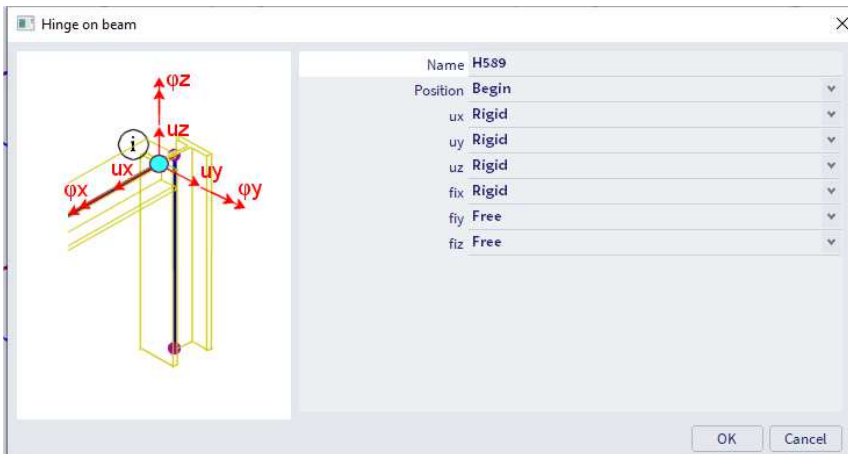 Hinge on beam
φz
uz
i
ux
uy
φx
φy
Name H589
Position Begin
ux Rigid
uy Rigid
uz Rigid
fix Rigid
fiy Free
fiz Free
OK Cancel